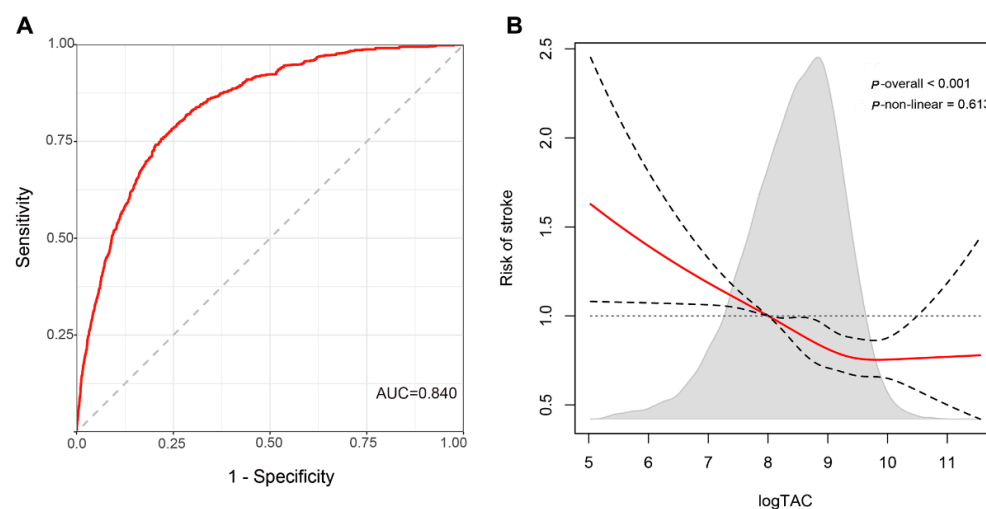 A
1.00
0.75
0.50
0.25
Sensitivity
AUC=0.840
0.0 0.25 0.50 0.75 1.00
1 - Specificity
B
2.5
2.0
1.5
1.0
0.5
Risk of stroke
P-overall < 0.001
P-non-linear = 0.613
5 6 7 8 9 10 11
logTAC